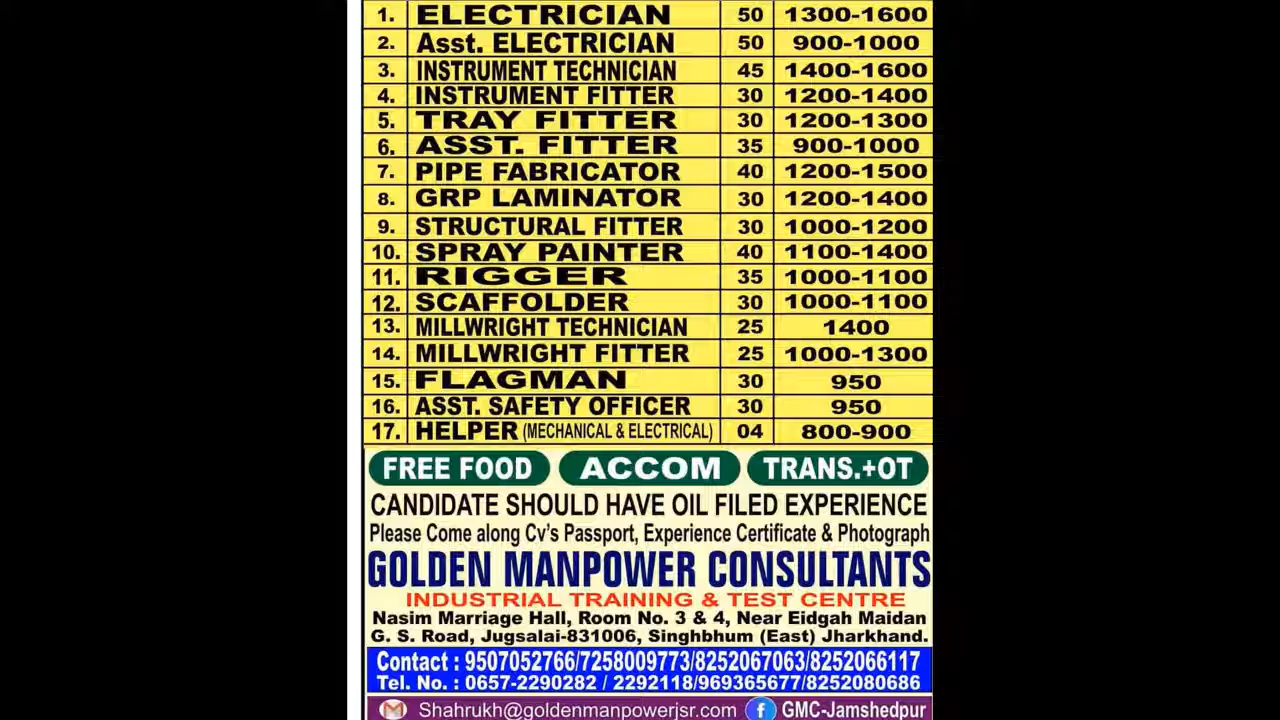 1. ELECTRICIAN 50 1300-1600
2. Asst. ELECTRICIAN 50 900-1000
3. INSTRUMENT TECHNICIAN 45 1400-1600
4. INSTRUMENT FITTER 30 1200-1400
5. TRAY FITTER 30 1200-1300
6. ASST. FITTER 35 900-1000
7. PIPE FABRICATOR 40 1200-1500
8. GRP LAMINATOR 30 1200-1400
9. STRUCTURAL FITTER 30 1000-1200
10. SPRAY PAINTER 40 1100-1400
11. RIGGER 35 1000-1100
12. SCAFFOLDER 30 1000-1100
13. MILLWRIGHT TECHNICIAN 25 1400
14. MILLWRIGHT FITTER 25 1000-1300
15. FLAGMAN 30 950
16. ASST. SAFETY OFFICER 30 950
17. HELPER (MECHANICAL & ELECTRICAL) 04 800-900
FREE FOOD ACCOM TRANS.+OT
CANDIDATE SHOULD HAVE OIL FILED EXPERIENCE
Please Come along Cv's Passport, Experience Certificate & Photograph
GOLDEN MANPOWER CONSULTANTS
INDUSTRIAL TRAINING & TEST CENTRE
Nasim Marriage Hall, Room No. 3 & 4, Near Eidgah Maidan
G. S. Road, Jugsalai-831006, Singhbhum (East) Jharkhand.
Contact : 9507052766/7258009773/8252067063/8252066117
Tel. No. : 0657-2290282 / 2292118/969365677/8252080686
Shahrukh@goldenmanpowerjsr.com GMC-Jamshedpur